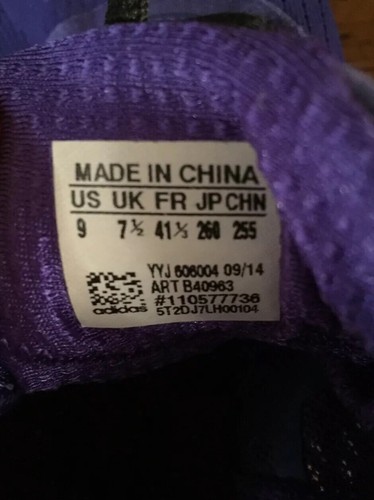 MADE IN CHINA
US UK FR JP CHN
9 7½ 41⅓ 260 255
YYJ 606004 09/14
ART B40963
#110577736
adidas 5T2DJ7LH00104